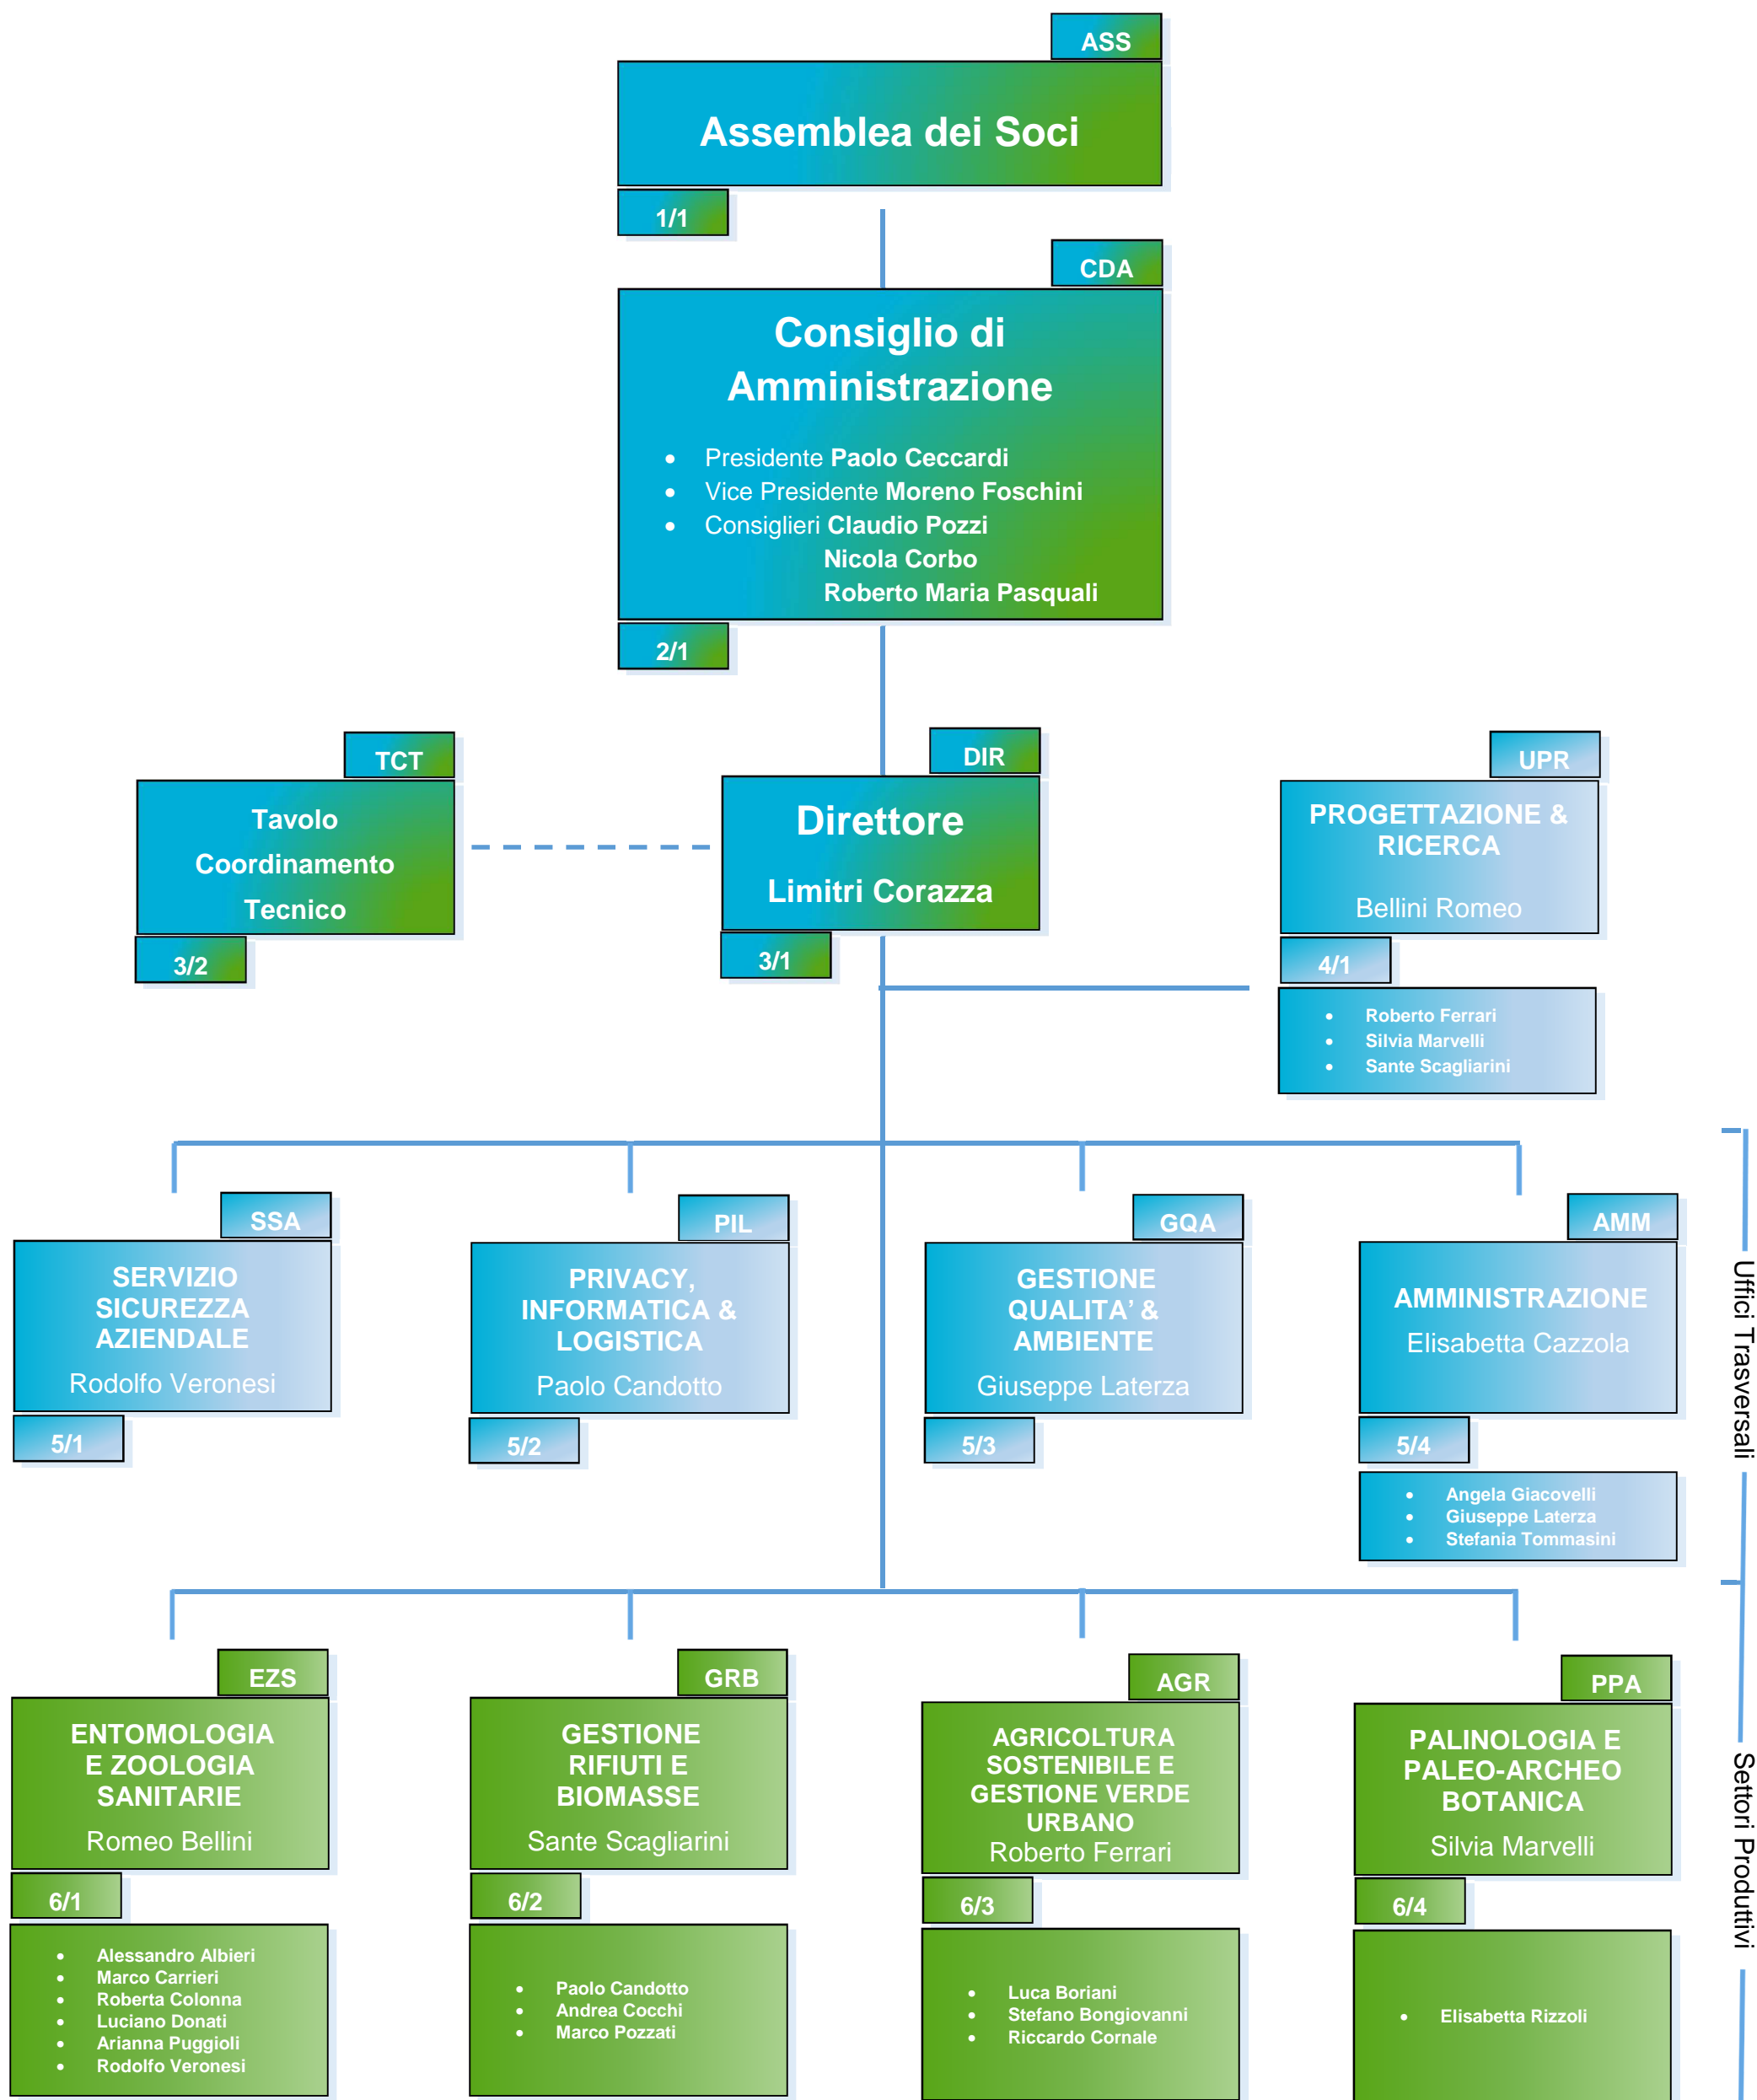 ASS
Assemblea dei Soci
1/1
CDA
Consiglio di
Amministrazione
• Presidente Paolo Ceccardi
• Vice Presidente Moreno Foschini
• Consiglieri Claudio Pozzi
Nicola Corbo
Roberto Maria Pasquali
2/1
TCT
Tavolo
Coordinamento
Tecnico
3/2
DIR
Direttore
Limitri Corazza
3/1
UPR
PROGETTAZIONE &
RICERCA
Bellini Romeo
4/1
• Roberto Ferrari
• Silvia Marvelli
• Sante Scagliarini
Uffici Trasversali
SSA
SERVIZIO
SICUREZZA
AZIENDALE
Rodolfo Veronesi
5/1
PIL
PRIVACY,
INFORMATICA &
LOGISTICA
Paolo Candotto
5/2
GQA
GESTIONE
QUALITA’ &
AMBIENTE
Giuseppe Laterza
5/3
AMM
AMMINISTRAZIONE
Elisabetta Cazzola
5/4
• Angela Giacovelli
• Giuseppe Laterza
• Stefania Tommasini
Settori Produttivi
EZS
ENTOMOLOGIA
E ZOOLOGIA
SANITARIE
Romeo Bellini
6/1
• Alessandro Albieri
• Marco Carrieri
• Roberta Colonna
• Luciano Donati
• Arianna Puggioli
• Rodolfo Veronesi
GRB
GESTIONE
RIFIUTI E
BIOMASSE
Sante Scagliarini
6/2
• Paolo Candotto
• Andrea Cocchi
• Marco Pozzati
AGR
AGRICOLTURA
SOSTENIBILE E
GESTIONE VERDE
URBANO
Roberto Ferrari
6/3
• Luca Boriani
• Stefano Bongiovanni
• Riccardo Cornale
PPA
PALINOLOGIA E
PALEO-ARCHEO
BOTANICA
Silvia Marvelli
6/4
• Elisabetta Rizzoli